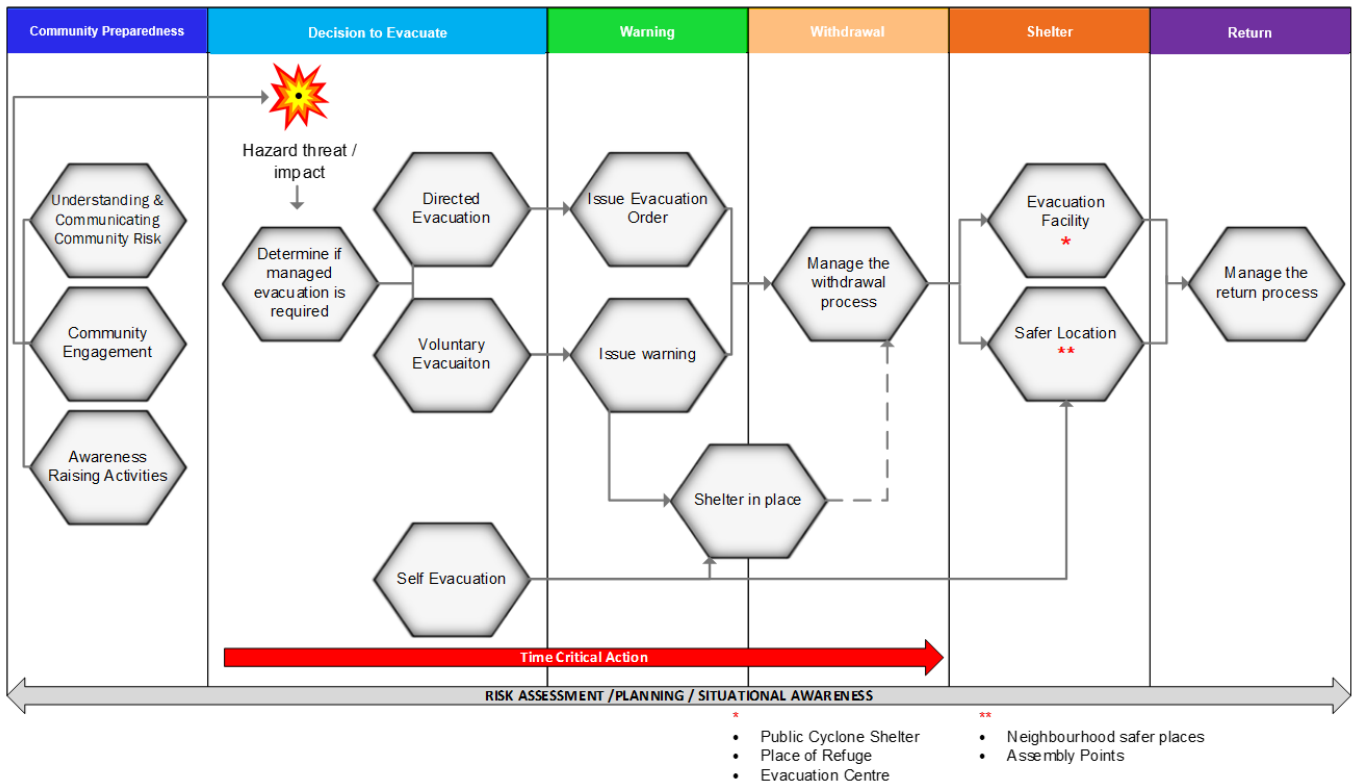 Community Preparedness
Decision to Evacuate
Warning
Withdrawal
Shelter
Return
Hazard threat /
impact
Understanding &
Communicating
Community Risk
Community
Engagement
Awareness
Raising Activities
Determine if
managed
evacuation is
required
Directed
Evacuation
Voluntary
Evacuaiton
Self Evacuation
Issue Evacuation
Order
Issue warning
Shelter in place
Manage the
withdrawal
process
Evacuation
Facility
*
Safer Location
**
Manage the
return process
Time Critical Action
RISK ASSESSMENT /PLANNING / SITUATIONAL AWARENESS
*
• Public Cyclone Shelter
• Place of Refuge
• Evacuation Centre
**
• Neighbourhood safer places
• Assembly Points